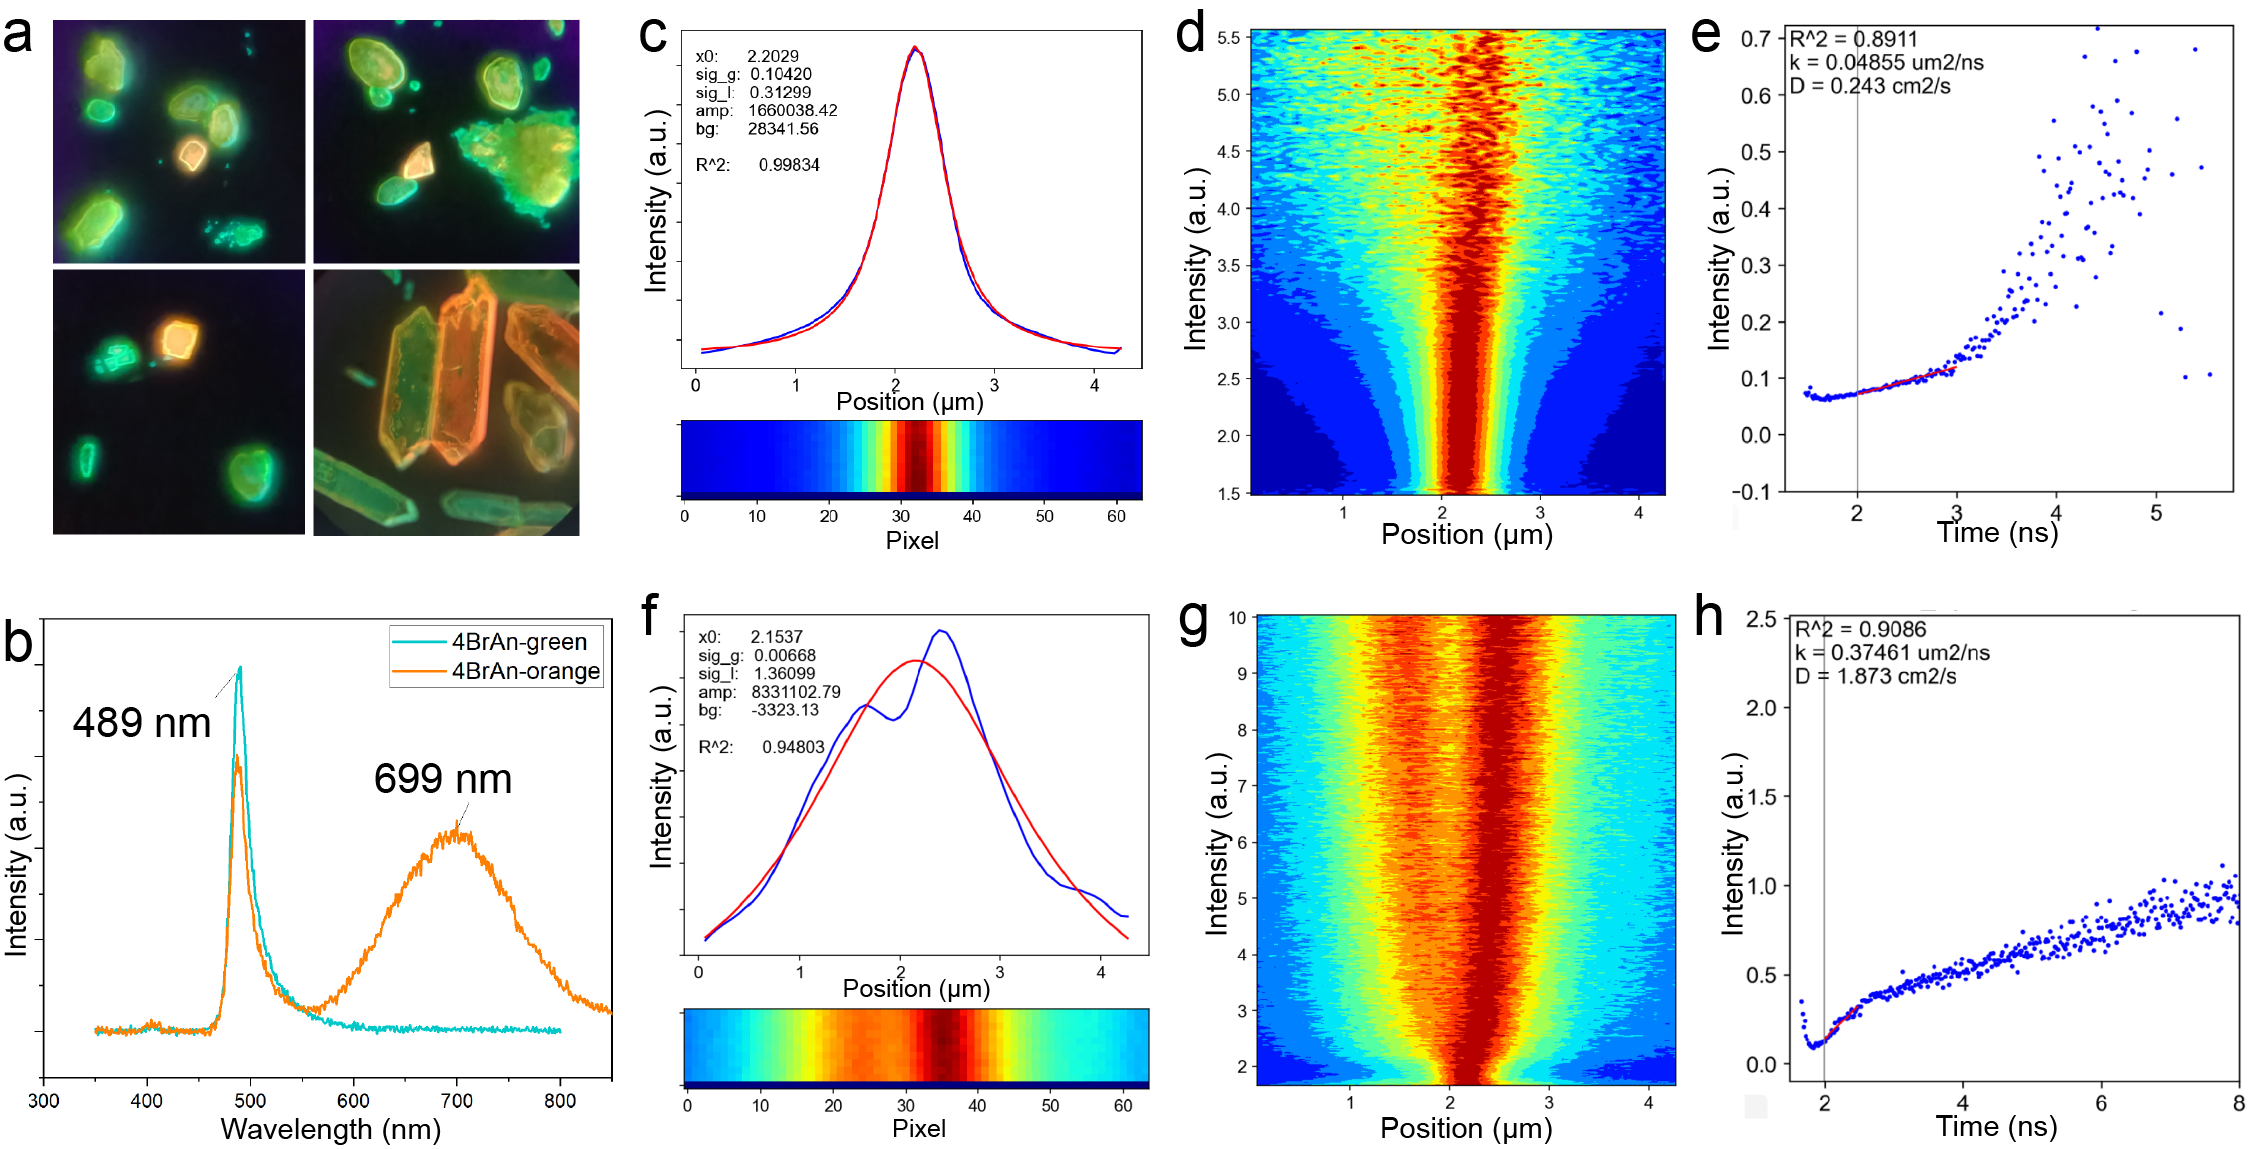 a
b
Intensity (a.u.)
4BrAn-green
4BrAn-orange
489 nm
699 nm
300 400 500 600 700 800
Wavelength (nm)
c
Intensity (a.u.)
x0: 2.2029
sig_g: 0.10420
sig_l: 0.31299
amp: 1660038.42
bg: 28341.56
R^2: 0.99834
0 1 2 3 4
Position (µm)
0 10 20 30 40 50 60
Pixel
d
Intensity (a.u.)
5.5
5.0
4.5
4.0
3.5
3.0
2.5
2.0
1.5
1 2 3 4
Position (µm)
e
Intensity (a.u.)
0.7
0.6
0.5
0.4
0.3
0.2
0.1
0.0
−0.1
R^2 = 0.8911
k = 0.04855 um2/ns
D = 0.243 cm2/s
2 3 4 5
Time (ns)
f
Intensity (a.u.)
x0: 2.1537
sig_g: 0.00668
sig_l: 1.36099
amp: 8331102.79
bg: -3323.13
R^2: 0.94803
0 1 2 3 4
Position (µm)
0 10 20 30 40 50 60
Pixel
g
Intensity (a.u.)
10
9
8
7
6
5
4
3
2
1 2 3 4
Position (µm)
h
Intensity (a.u.)
2.5
2.0
1.5
1.0
0.5
0.0
R^2 = 0.9086
k = 0.37461 um2/ns
D = 1.873 cm2/s
2 4 6 8
Time (ns)